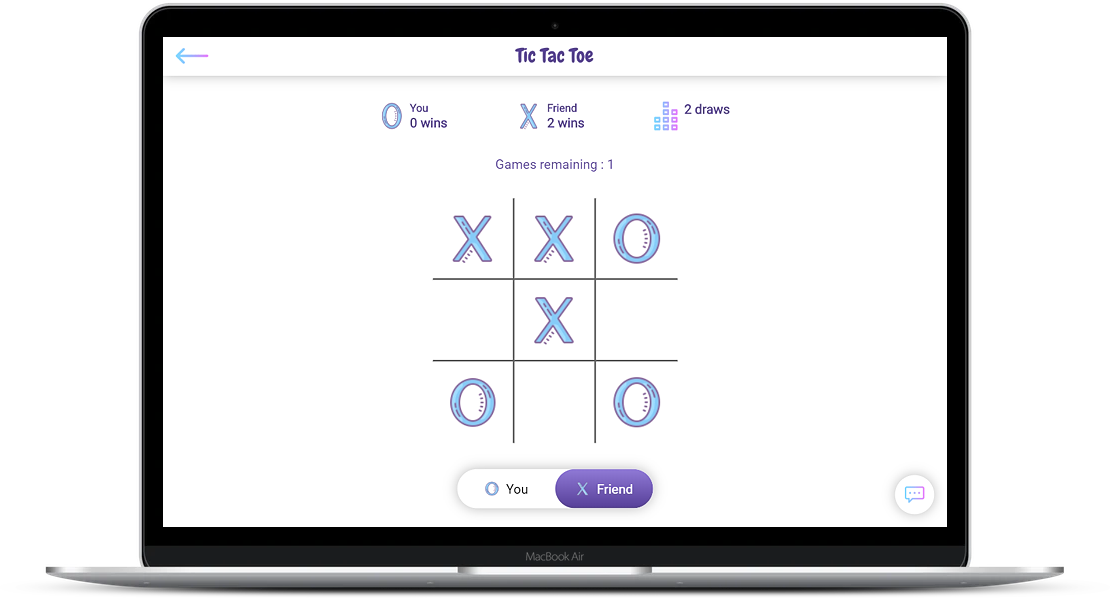 Tic Tac Toe
You
0 wins
Friend
2 wins
2 draws
Games remaining : 1
X X O
X
O O
O You
X Friend
MacBook Air